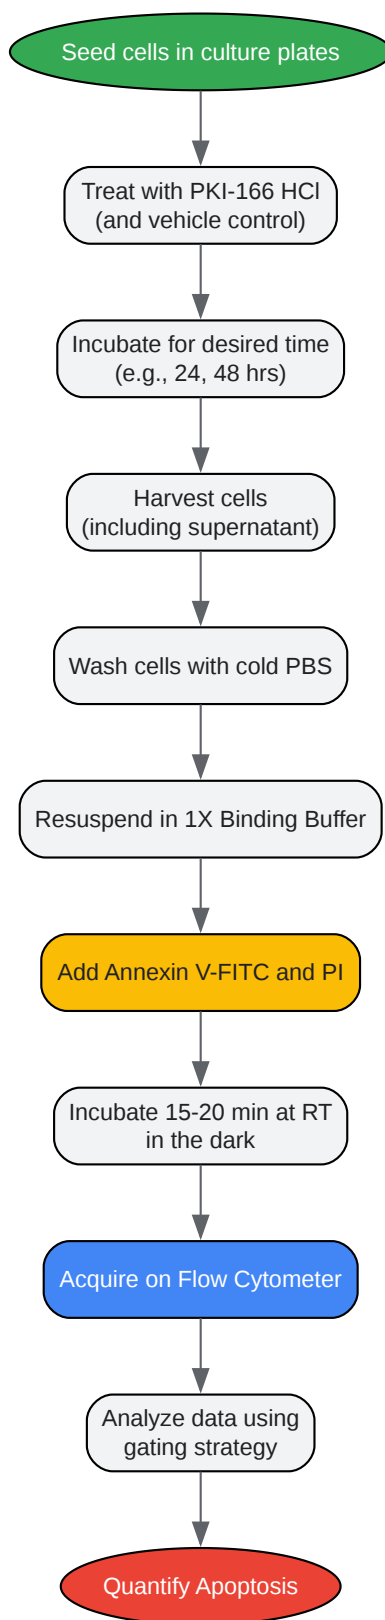 Seed cells in culture plates
Treat with PKI-166 HCl
(and vehicle control)
Incubate for desired time
(e.g., 24, 48 hrs)
Harvest cells
(including supernatant)
Wash cells with cold PBS
Resuspend in 1X Binding Buffer
Add Annexin V-FITC and PI
Incubate 15-20 min at RT
in the dark
Acquire on Flow Cytometer
Analyze data using
gating strategy
Quantify Apoptosis